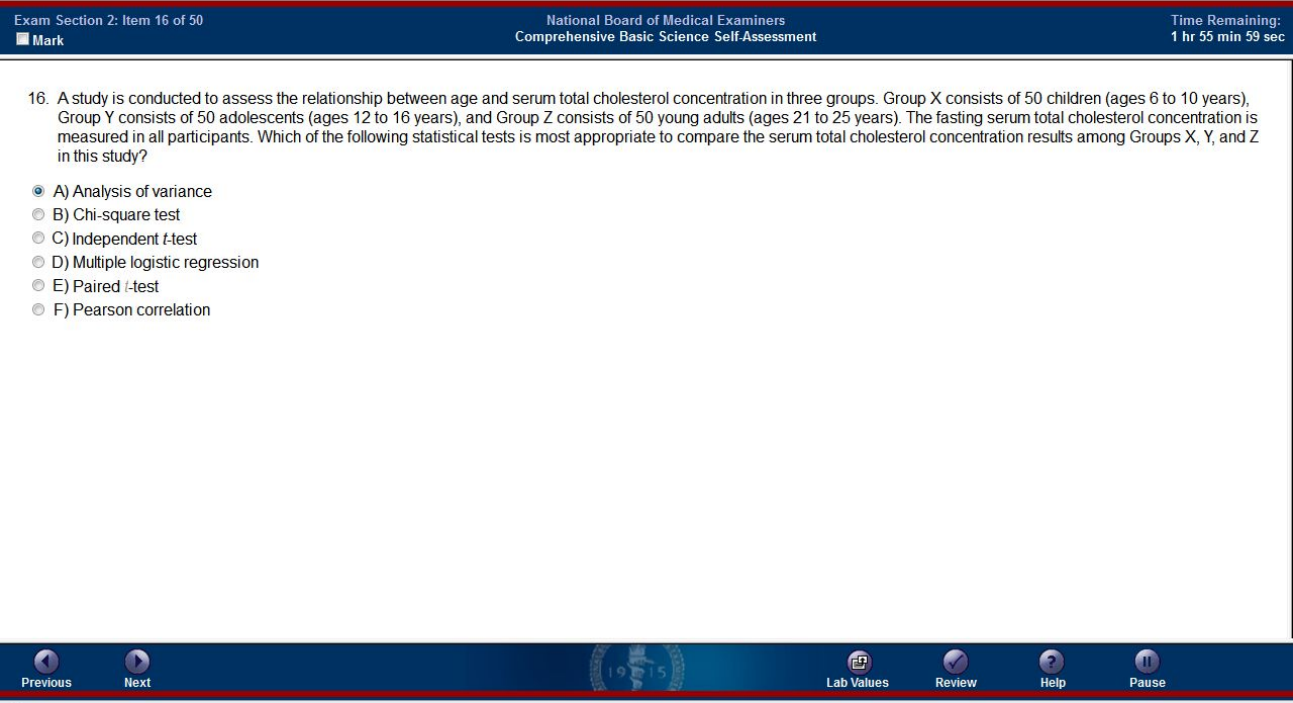 Exam Section 2: Item 16 of 50
National Board of Medical Examiners
Time Remaining:
Mark
Comprehensive Basic Science Self-Assessment
1 hr 55 min 59 sec
16. A study is conducted to assess the relationship between age and serum total cholesterol concentration in three groups. Group X consists of 50 children (ages 6 to 10 years),
Group Y consists of 50 adolescents (ages 12 to 16 years), and Group Z consists of 50 young adults (ages 21 to 25 years). The fasting serum total cholesterol concentration is
measured in all participants. Which of the following statistical tests is most appropriate to compare the serum total cholesterol concentration results among Groups X, Y, and Z
in this study?
A) Analysis of variance
B) Chi-square test
C) Independent t-test
D) Multiple logistic regression
E) Paired t-test
F) Pearson correlation
1915
Previous
Next
Lab Values
Review
Help
Pause